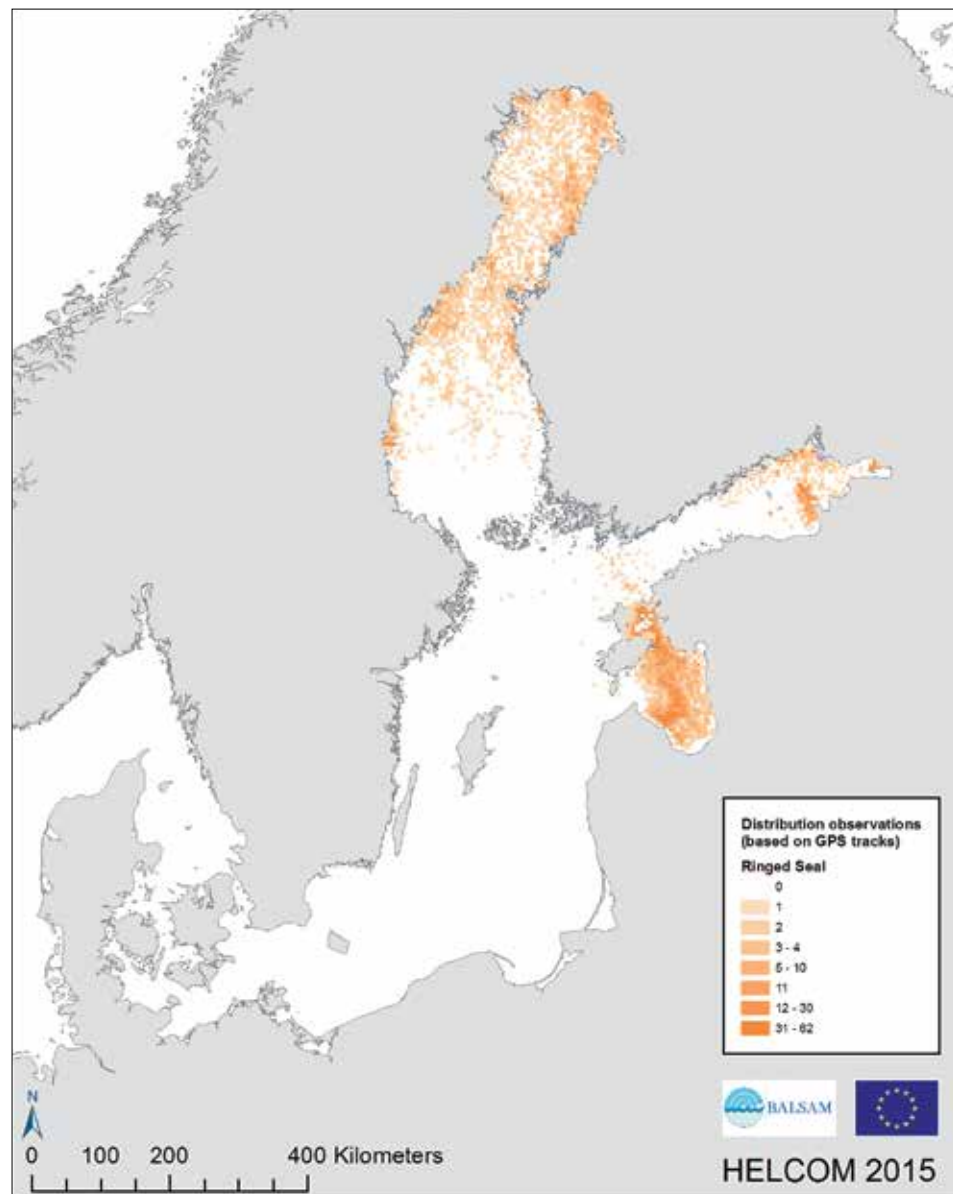 Distribution observations
(based on GPS tracks)
Ringed Seal
0
1
2
3 - 4
5 - 10
11
12 - 30
31 - 62
BALSAM
N
0 100 200 400 Kilometers
HELCOM 2015